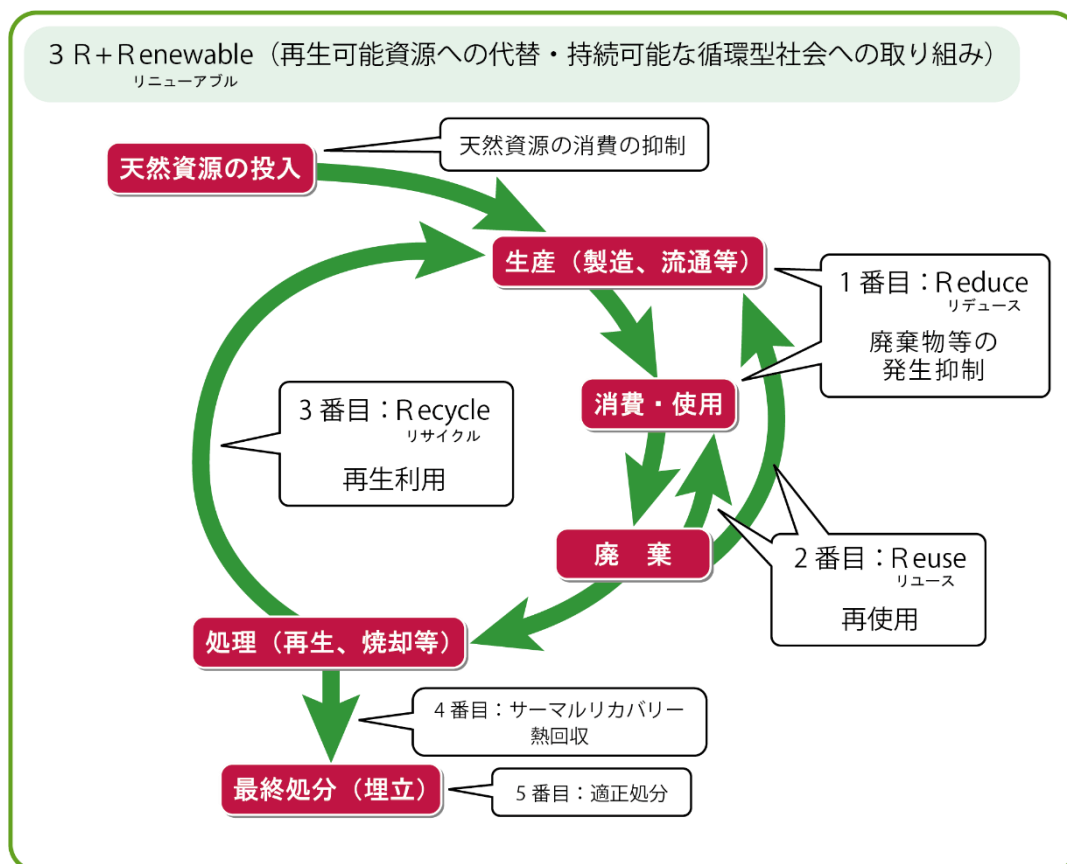 3 R+Renewable（再生可能資源への代替・持続可能な循環型社会への取り組み）
リニューアブル
天然資源の消費の抑制
天然資源の投入
生産（製造、流通等）
1 番目：Reduce
リデュース
廃棄物等の
発生抑制
消費・使用
3 番目：Recycle
リサイクル
再生利用
廃　棄
2 番目：Reuse
リユース
再使用
処理（再生、焼却等）
4 番目：サーマルリカバリー
熱回収
最終処分（埋立）
5 番目：適正処分